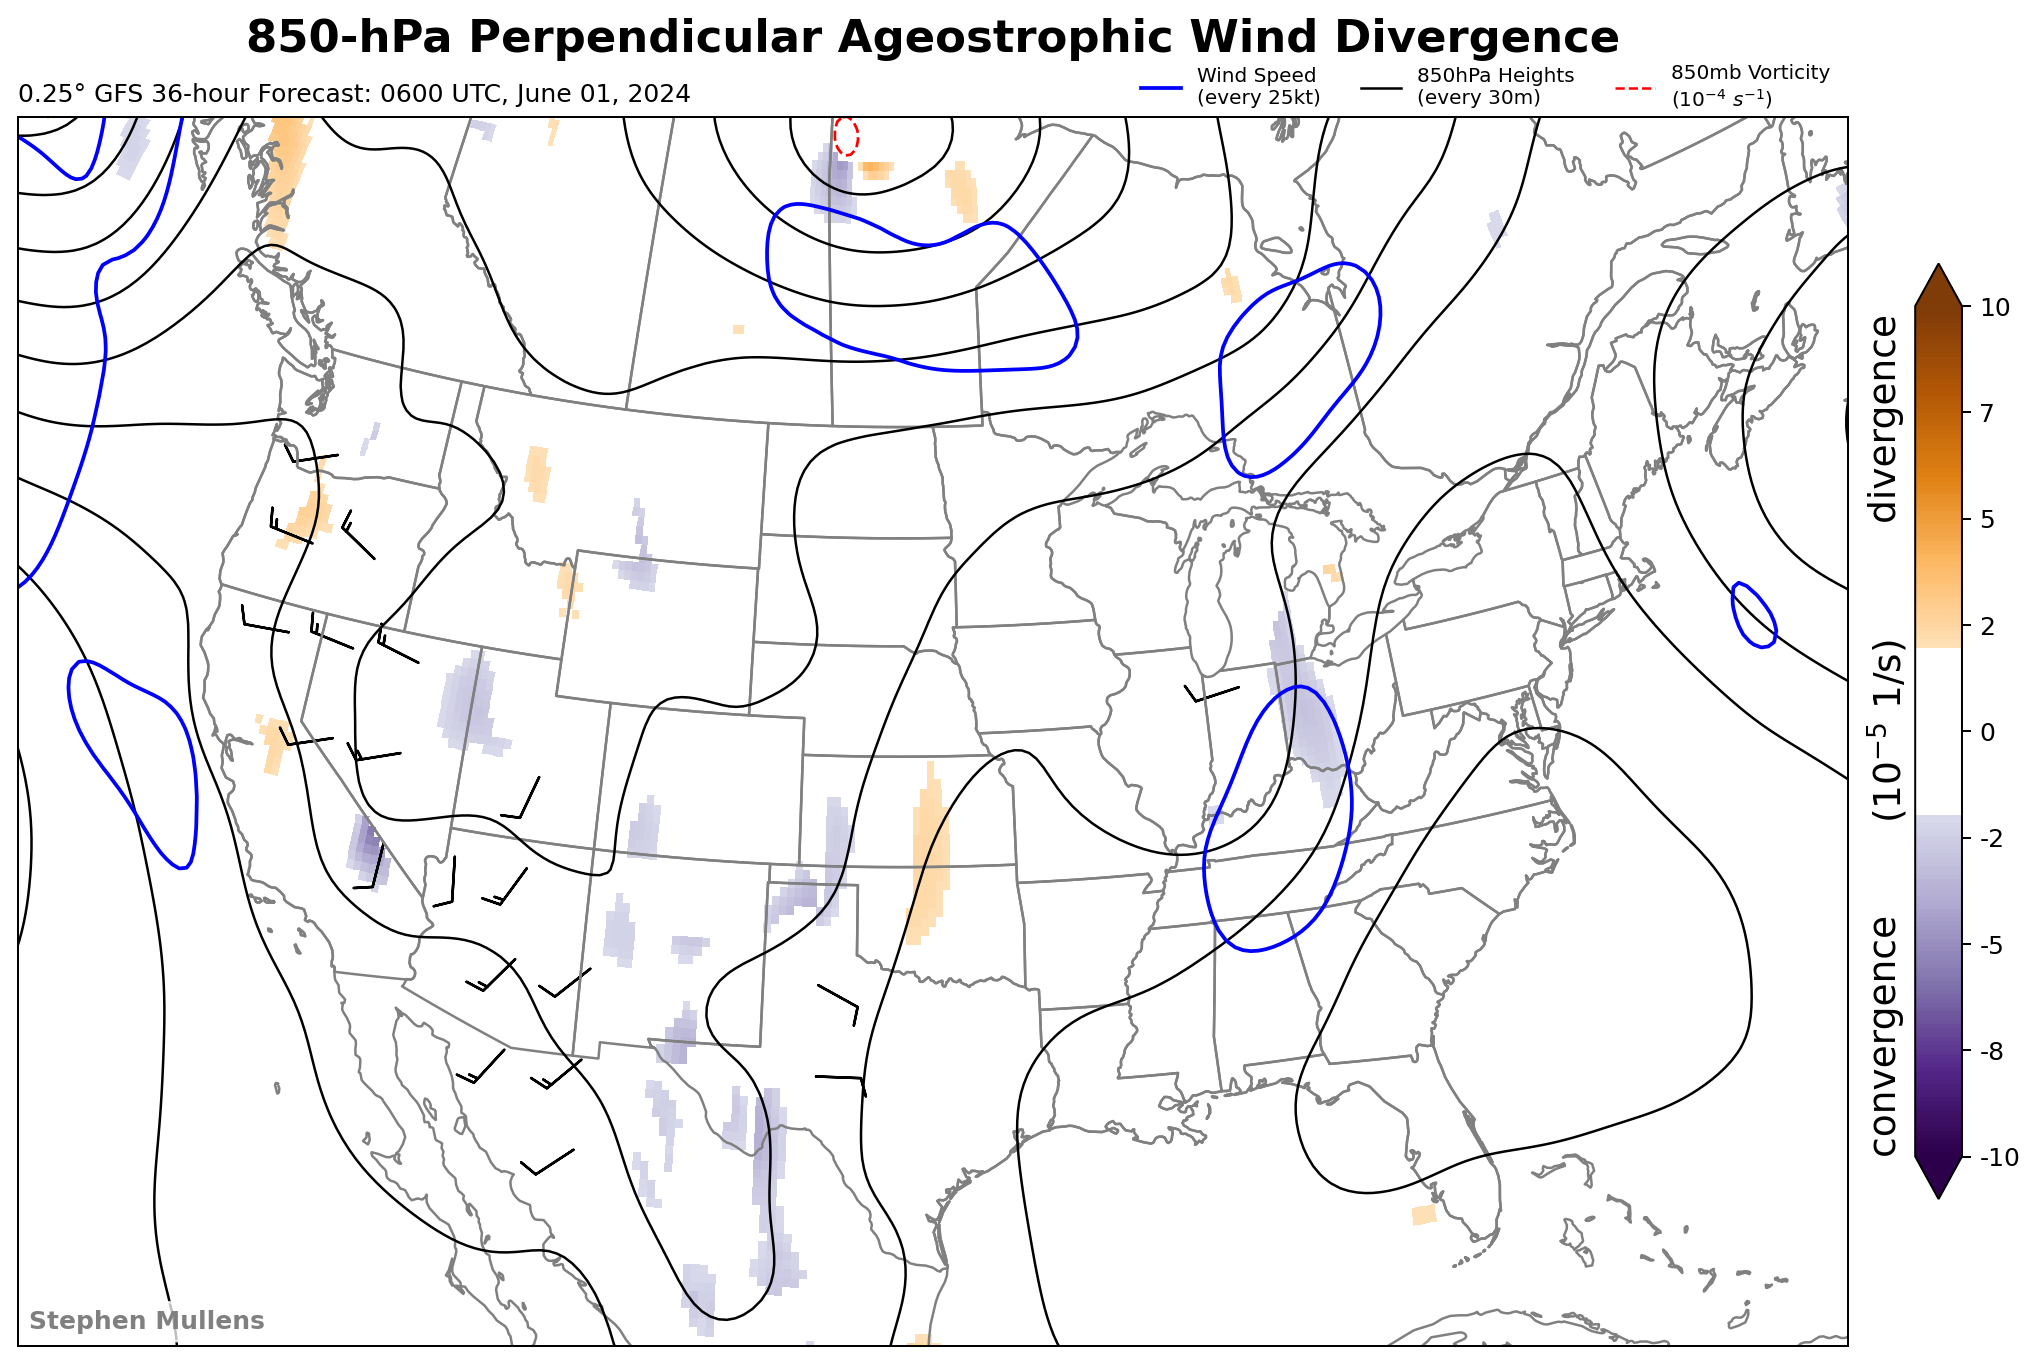 850-hPa Perpendicular Ageostrophic Wind Divergence
0.25° GFS 36-hour Forecast: 0600 UTC, June 01, 2024
Wind Speed
(every 25kt)
850hPa Heights
(every 30m)
850mb Vorticity
(10⁻⁴ s⁻¹)
10
7
5
2
0
-2
-5
-8
-10
convergence (10⁻⁵ 1/s) divergence
Stephen Mullens